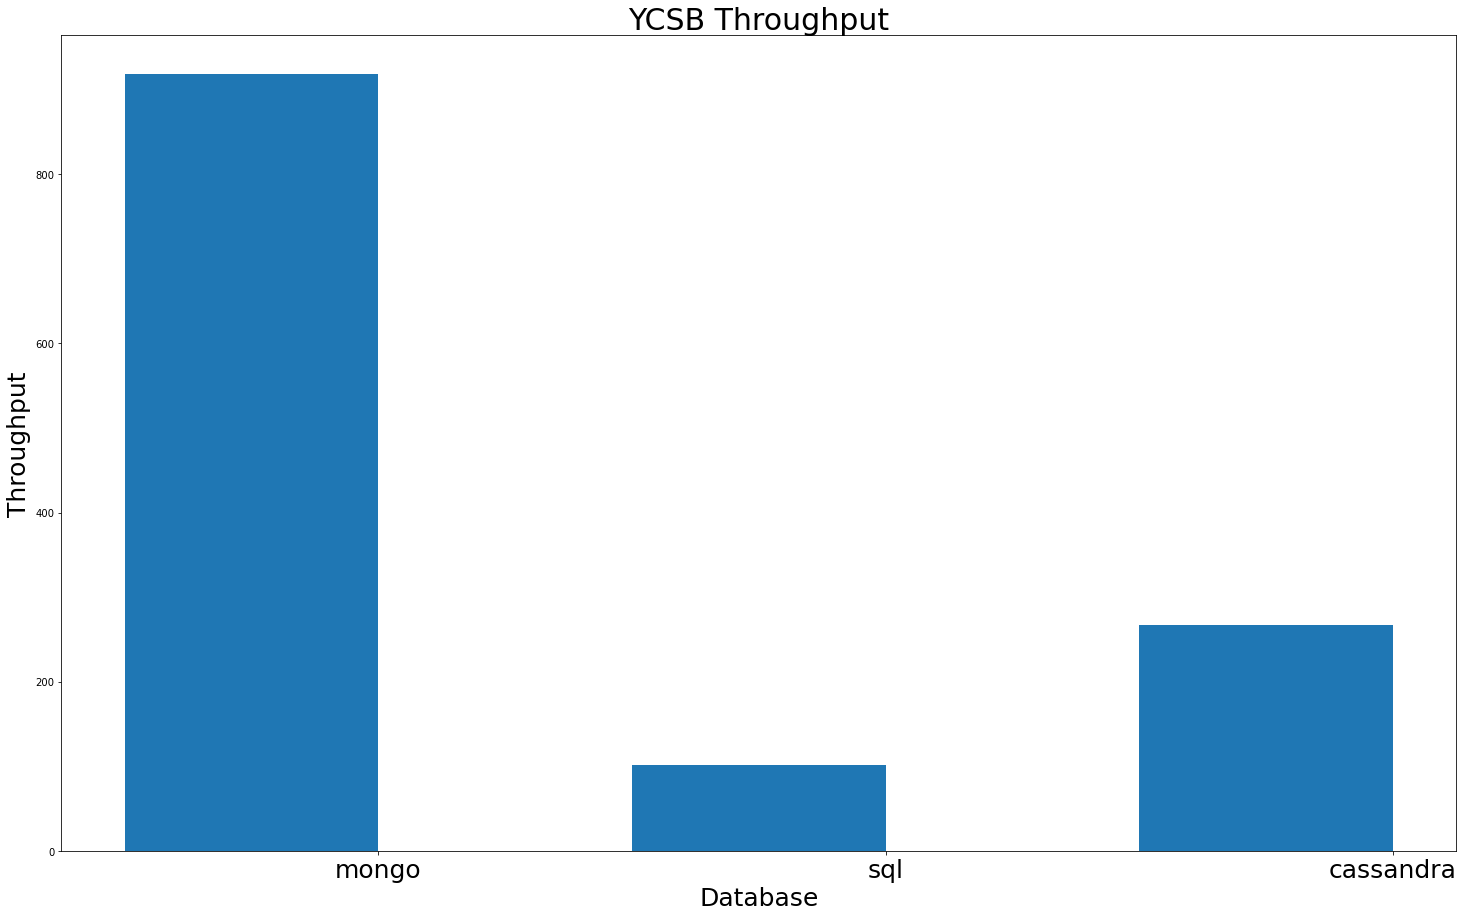 YCSB Throughput
Throughput
800
600
400
200
0
mongo sql cassandra
Database